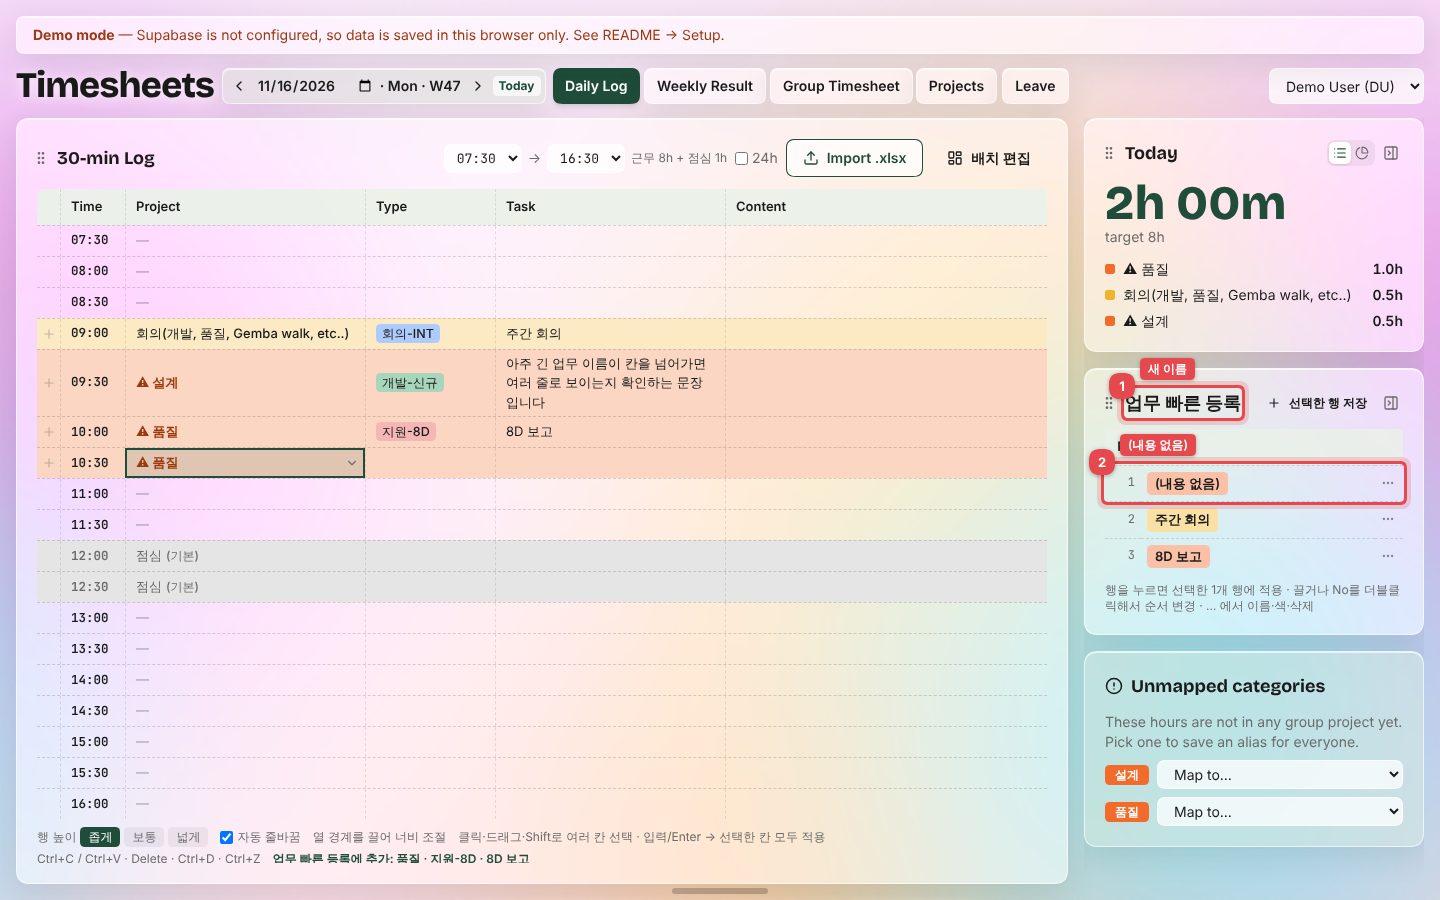 Demo mode — Supabase is not configured, so data is saved in this browser only. See README → Setup.
Timesheets
11/16/2026 · Mon · W47 Today
Daily Log
Weekly Result
Group Timesheet
Projects
Leave
Demo User (DU)
30-min Log
07:30 → 16:30 근무 8h + 점심 1h 24h
Import .xlsx
배치 편집
Time Project Type Task Content
07:30 —
08:00 —
08:30 —
09:00 회의(개발, 품질, Gemba walk, etc..) 회의-INT 주간 회의
09:30 설계 개발-신규 아주 긴 업무 이름이 칸을 넘어가면
여러 줄로 보이는지 확인하는 문장
입니다
10:00 품질 지원-8D 8D 보고
10:30 품질
11:00 —
11:30 —
12:00 점심 (기본)
12:30 점심 (기본)
13:00 —
13:30 —
14:00 —
14:30 —
15:00 —
15:30 —
16:00 —
행 높이 좁게 보통 넓게 자동 줄바꿈 열 경계를 끌어 너비 조절 클릭·드래그·Shift로 여러 칸 선택 · 입력/Enter → 선택한 칸 모두 적용
Ctrl+C / Ctrl+V · Delete · Ctrl+D · Ctrl+Z 업무 빠른 등록에 추가: 품질 · 지원-8D · 8D 보고
Today
2h 00m
target 8h
품질 1.0h
회의(개발, 품질, Gemba walk, etc..) 0.5h
설계 0.5h
새 이름
1
업무 빠른 등록
선택한 행 저장
(내용 없음)
2
1 (내용 없음) ...
2 주간 회의 ...
3 8D 보고 ...
행을 누르면 선택한 1개 행에 적용 · 끌거나 No를 더블클
릭해서 순서 변경 · ... 에서 이름·색·삭제
Unmapped categories
These hours are not in any group project yet.
Pick one to save an alias for everyone.
설계 Map to...
품질 Map to...